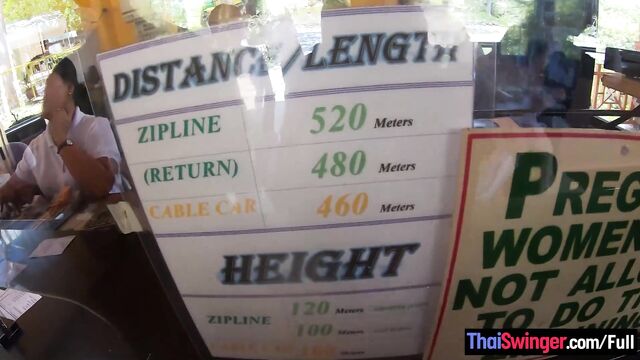 DISTANCE/LENGTH
ZIPLINE 520 Meters
(RETURN) 480 Meters
CABLE CAR 460 Meters
HEIGHT
ZIPLINE 120 Meters
100 Meters
PREG
WOMEN
NOT ALL
TO DO T
ThaiSwinger.com/Full